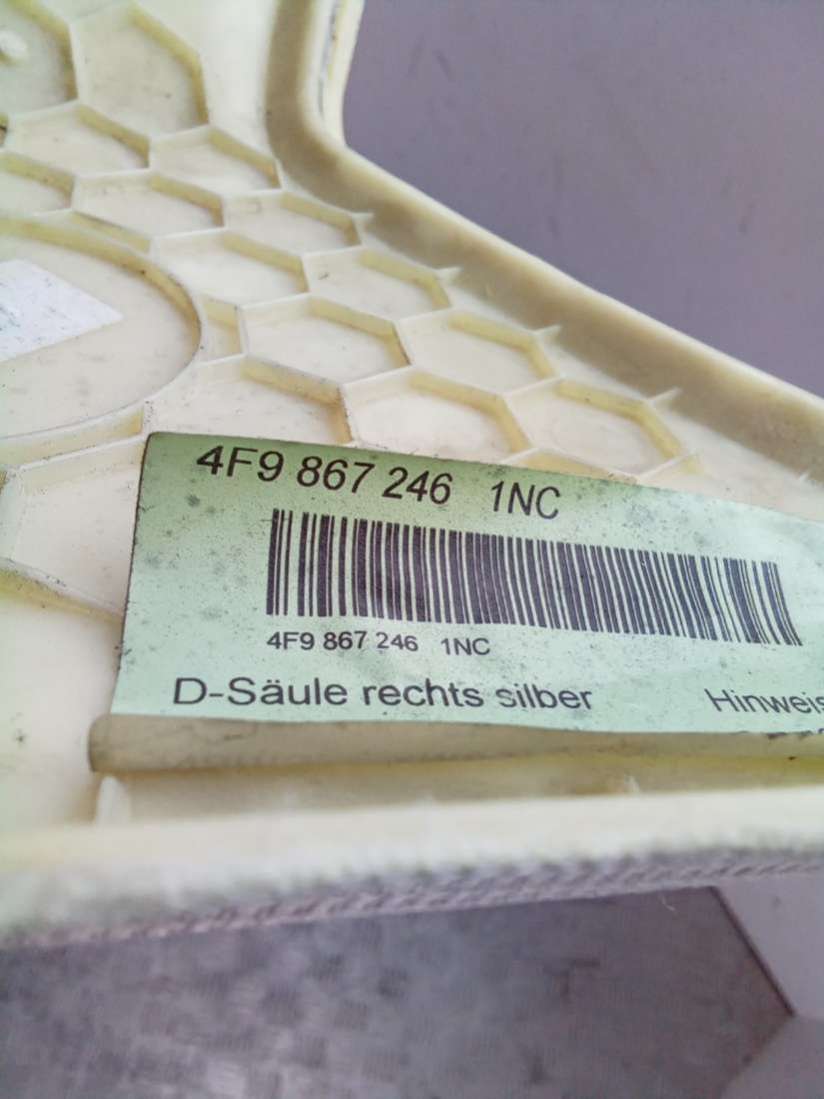 4F9 867 246 1NC
4F9 867 246 1NC
D-Säule rechts silber Hinweis